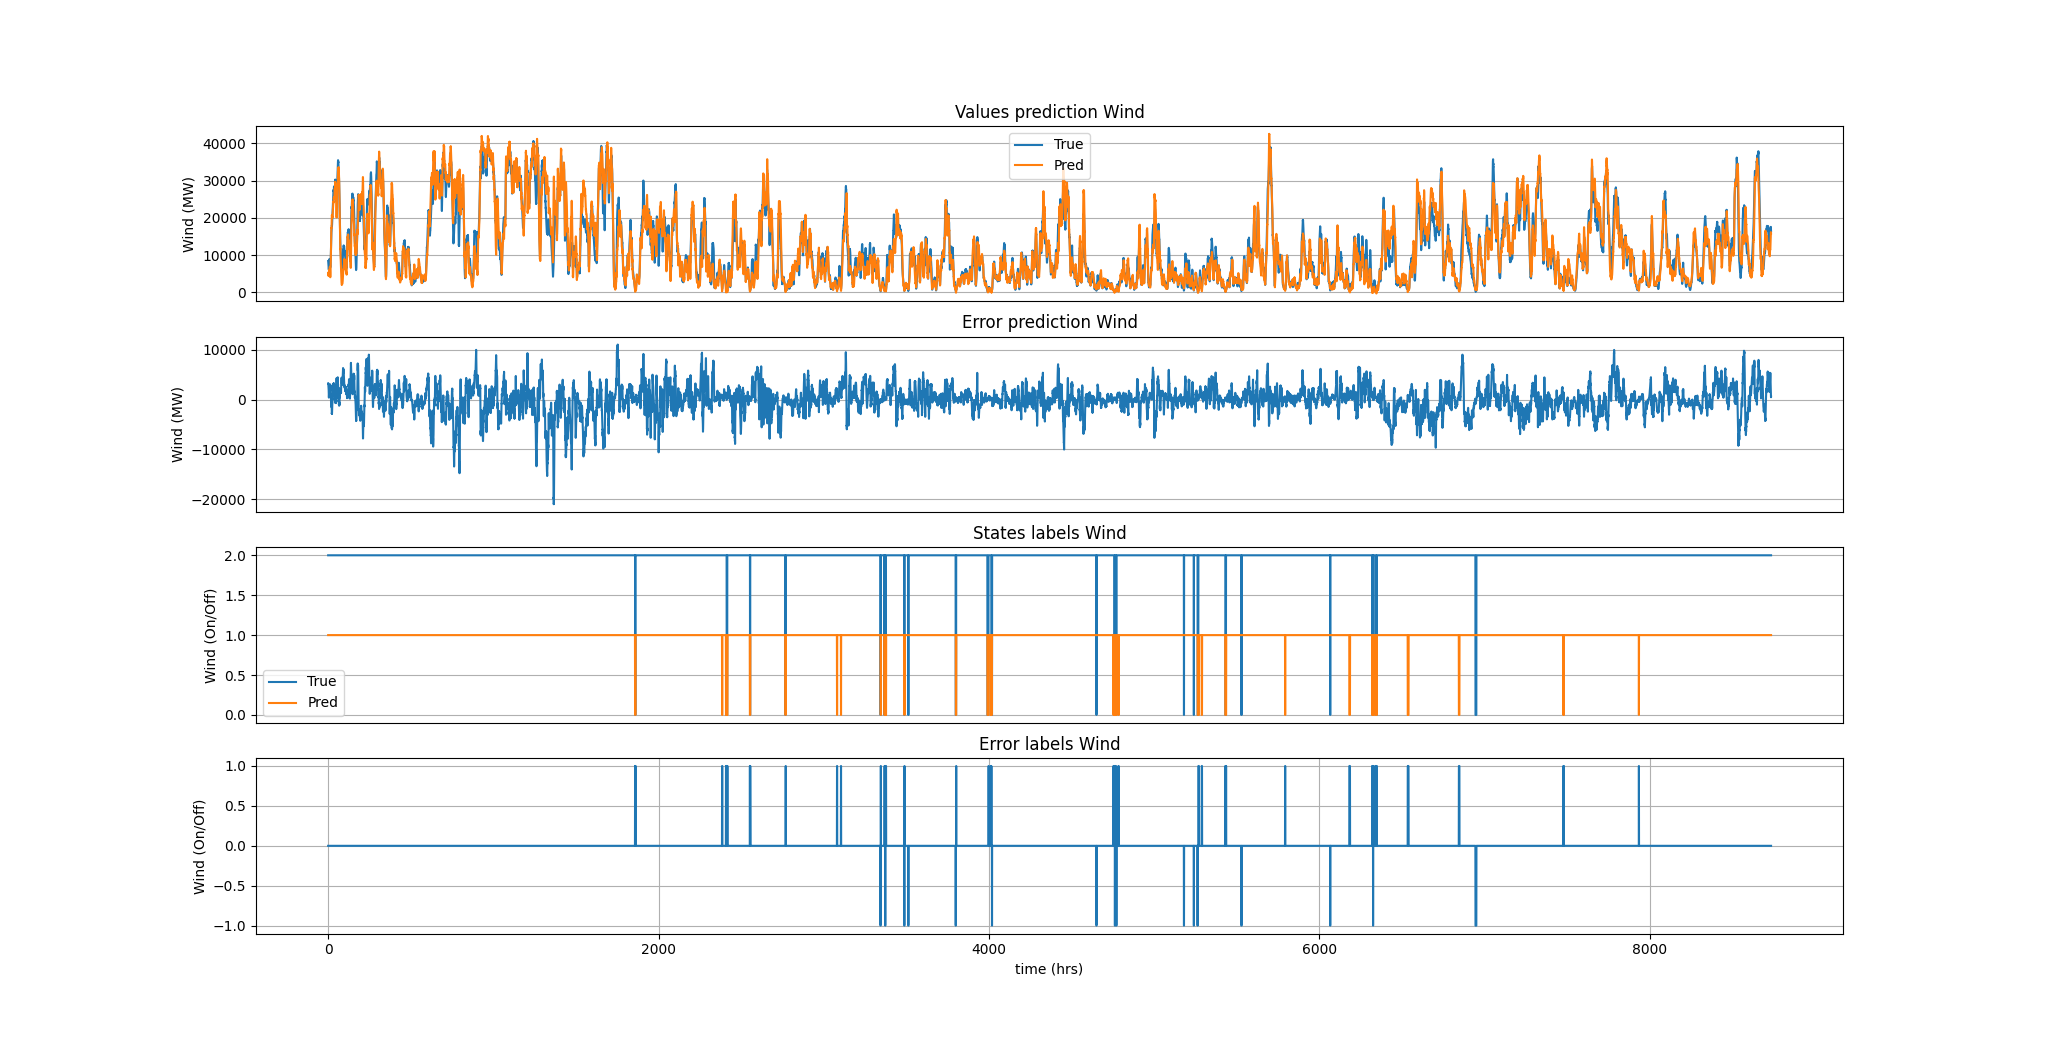 Values prediction Wind
Wind (MW)
40000
30000
20000
10000
0
True
Pred
Error prediction Wind
Wind (MW)
10000
0
−10000
−20000
States labels Wind
Wind (On/Off)
2.0
1.5
1.0
0.5
0.0
True
Pred
Error labels Wind
Wind (On/Off)
1.0
0.5
0.0
−0.5
−1.0
0 2000 4000 6000 8000
time (hrs)